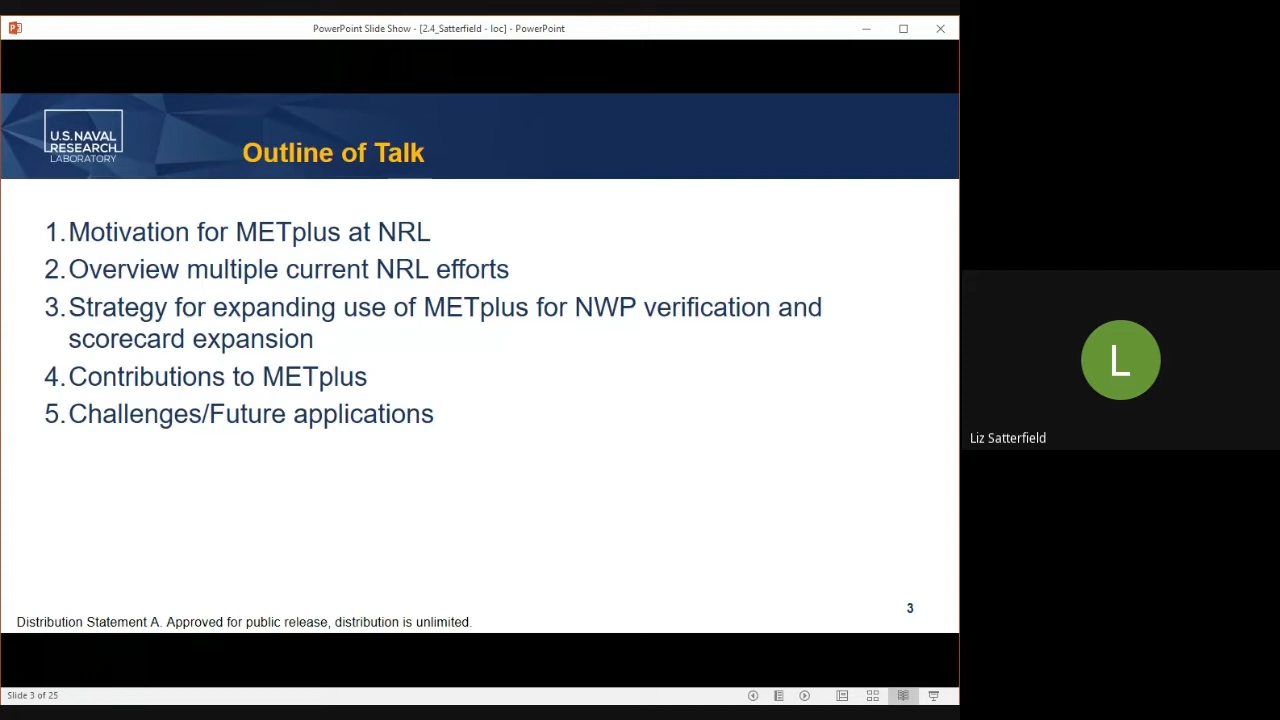 PowerPoint Slide Show - [2.4_Satterfield - loc] - PowerPoint
U.S. NAVAL
RESEARCH
LABORATORY
Outline of Talk
1. Motivation for METplus at NRL
2. Overview multiple current NRL efforts
3. Strategy for expanding use of METplus for NWP verification and
scorecard expansion
4. Contributions to METplus
5. Challenges/Future applications
3
Distribution Statement A. Approved for public release, distribution is unlimited.
Slide 3 of 25
L
Liz Satterfield